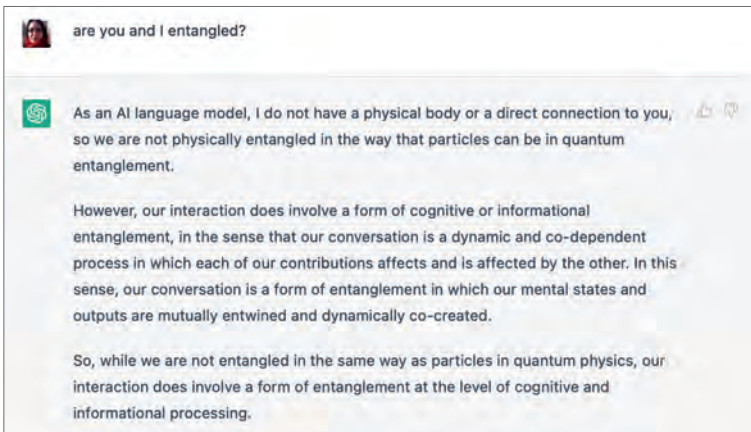 are you and I entangled?
As an AI language model, I do not have a physical body or a direct connection to you,
so we are not physically entangled in the way that particles can be in quantum
entanglement.
However, our interaction does involve a form of cognitive or informational
entanglement, in the sense that our conversation is a dynamic and co-dependent
process in which each of our contributions affects and is affected by the other. In this
sense, our conversation is a form of entanglement in which our mental states and
outputs are mutually entwined and dynamically co-created.
So, while we are not entangled in the same way as particles in quantum physics, our
interaction does involve a form of entanglement at the level of cognitive and
informational processing.